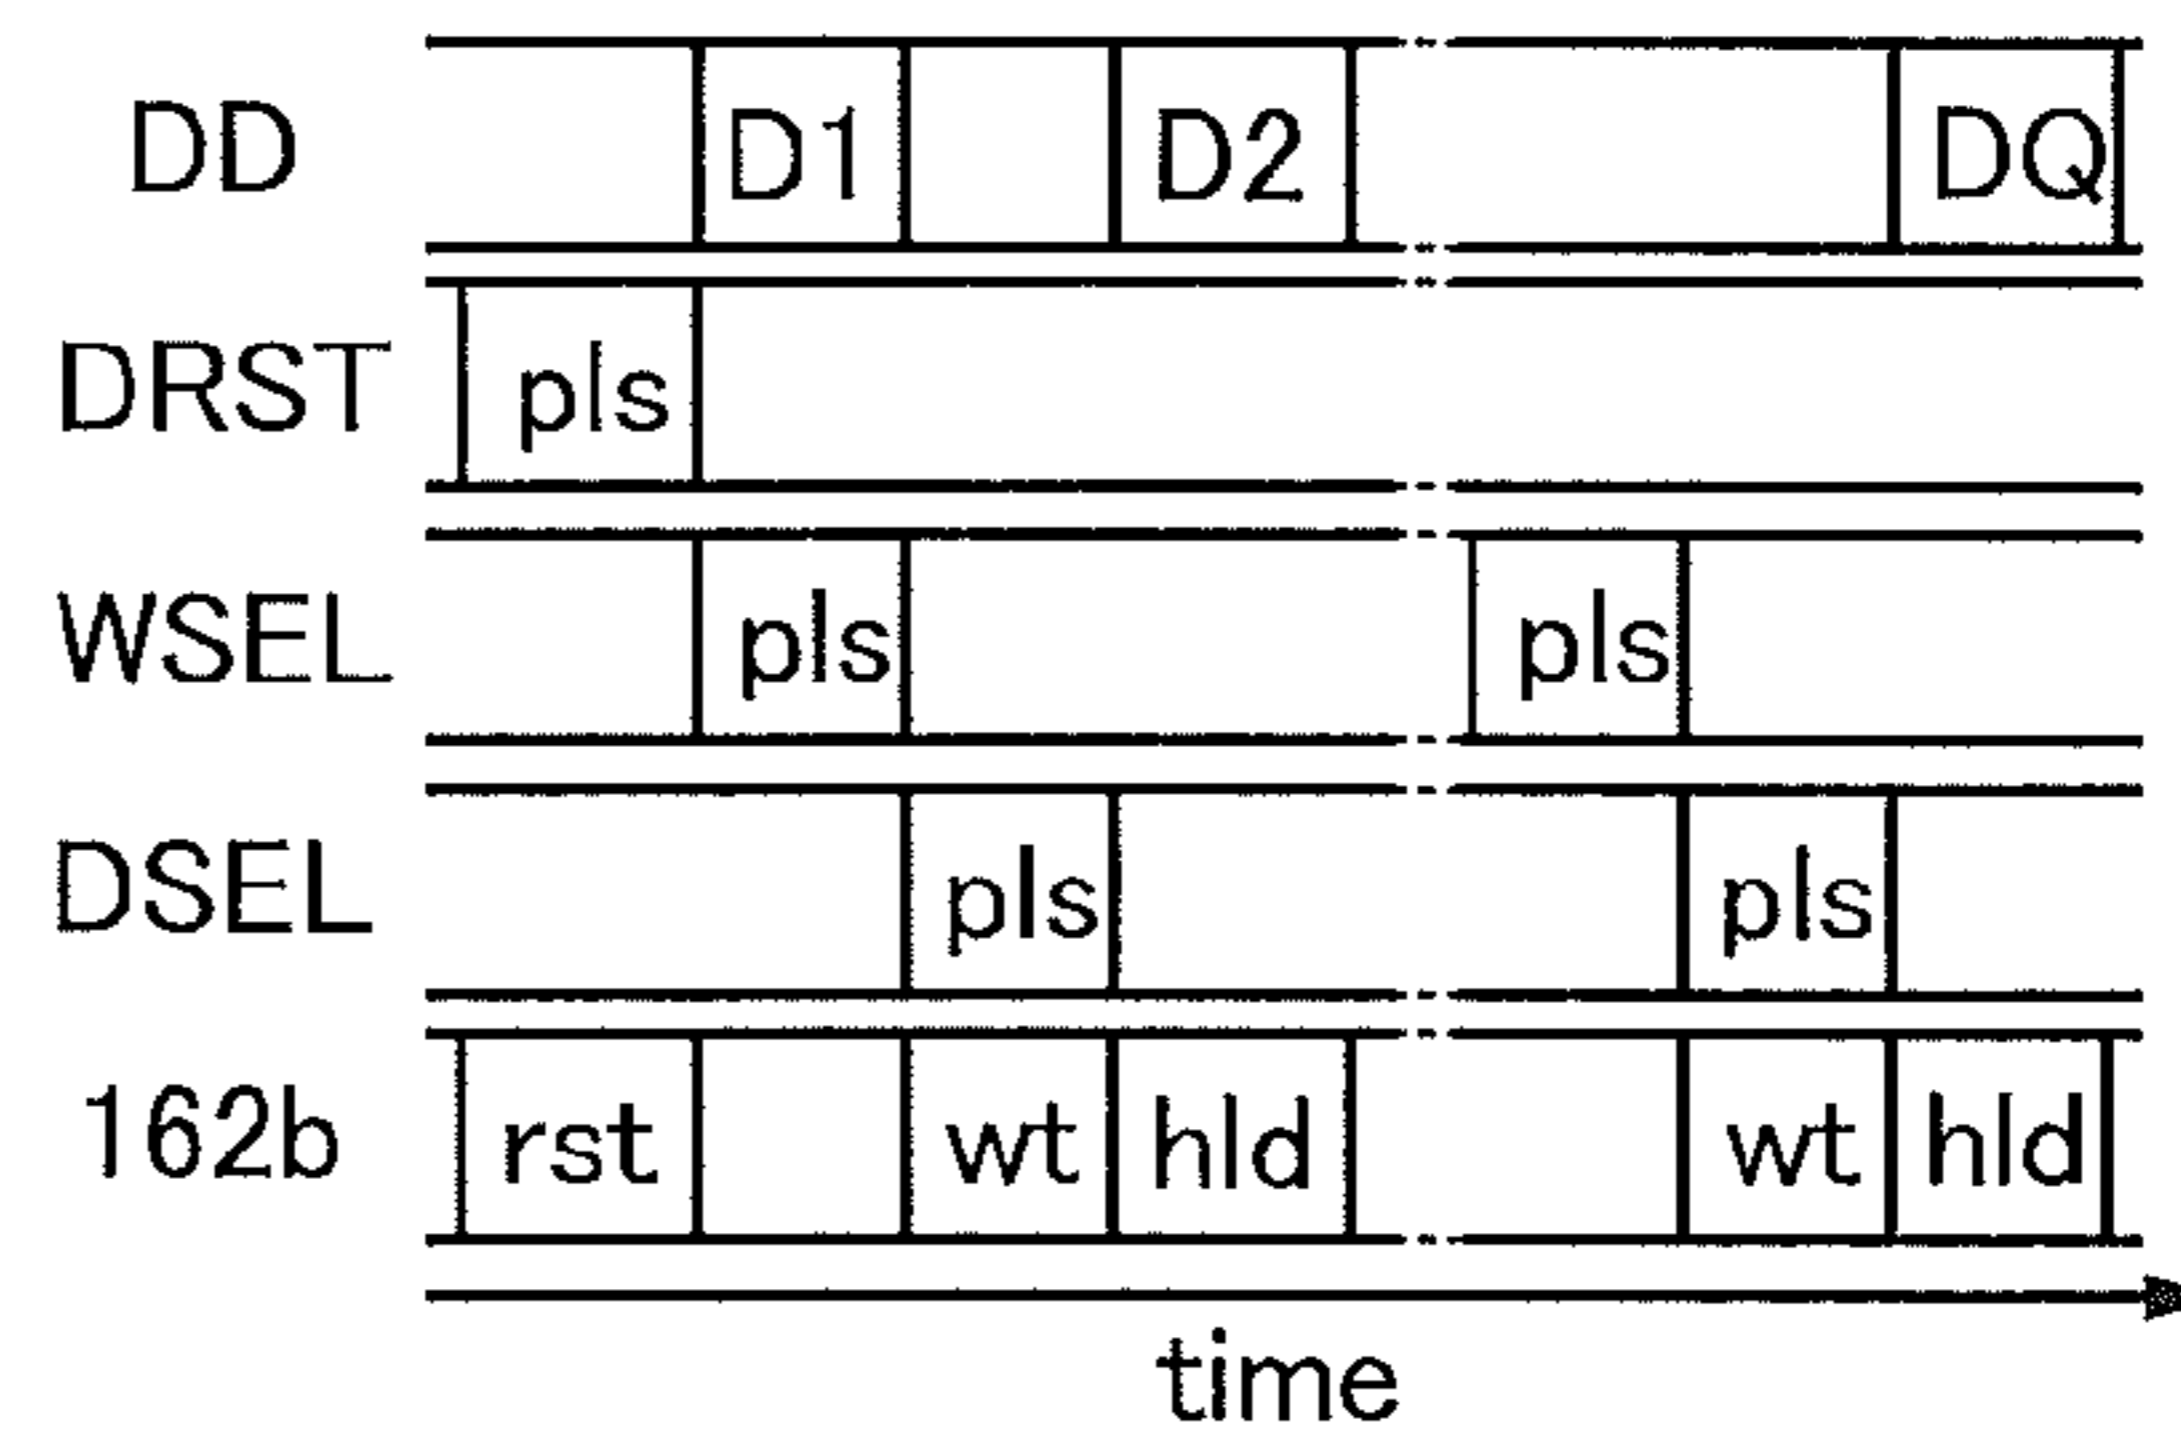 DD D1 D2 DQ
DRST pls
WSEL pls pls
DSEL pls pls
162b rst wt hld wt hld
time